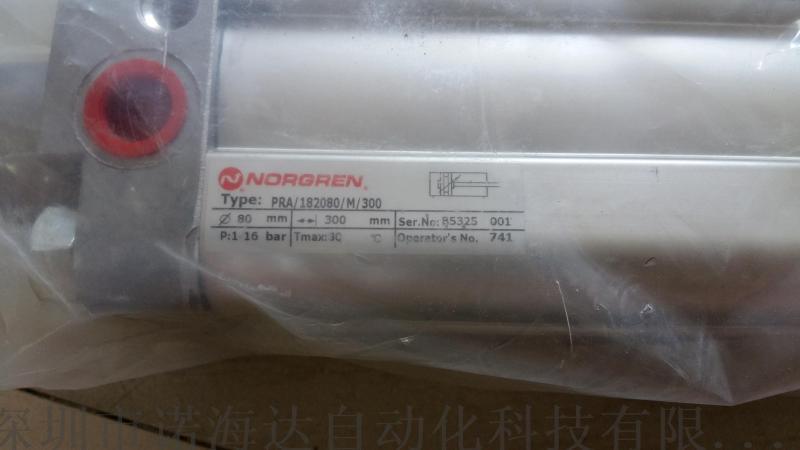 NORGREN
Type: PRA/182080/M/300
Ø 80 mm 300 mm Ser.No: 85325 001
P:1 16 bar Tmax: 80 °C Operator's No. 741
深圳市诺海达自动化科技有限...